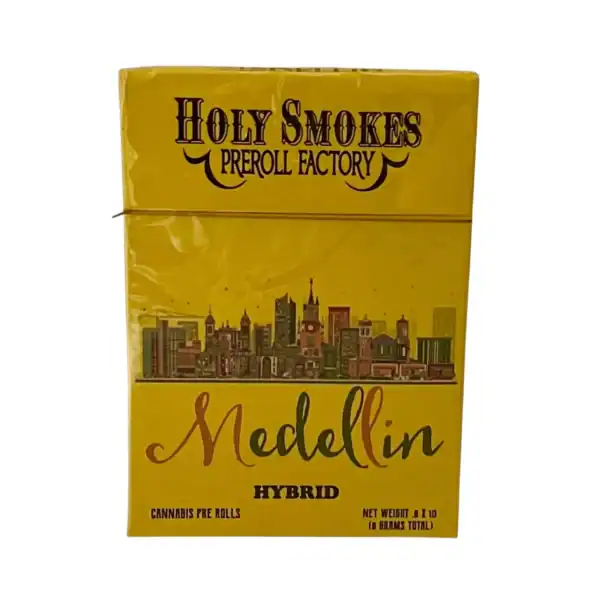 HOLY SMOKES
PREROLL FACTORY
Medellin
HYBRID
CANNABIS PRE ROLLS
NET WEIGHT .8 X 10
(8 GRAMS TOTAL)